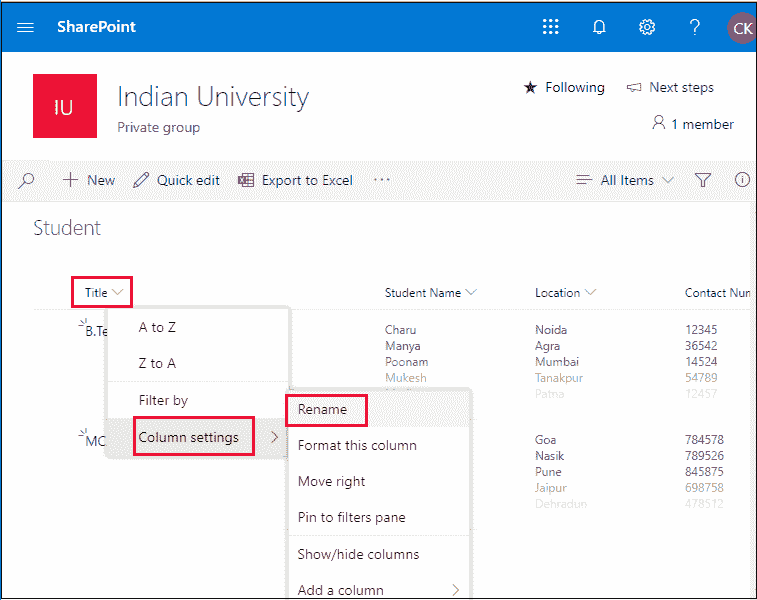 SharePoint
CK
IU
Indian University
Private group
Following
Next steps
1 member
New
Quick edit
Export to Excel
...
All Items
Student
Title
Student Name
Location
Contact Num
A to Z
Z to A
Filter by
Column settings
Rename
Format this column
Move right
Pin to filters pane
Show/hide columns
Add a column
B.Te
Charu Noida 12345
Manya Agra 36542
Poonam Mumbai 14524
Mukesh Tanakpur 54789
Patna 12457
MC
Goa 784578
Nasik 789526
Pune 845875
Jaipur 698758
Dehradun 478512